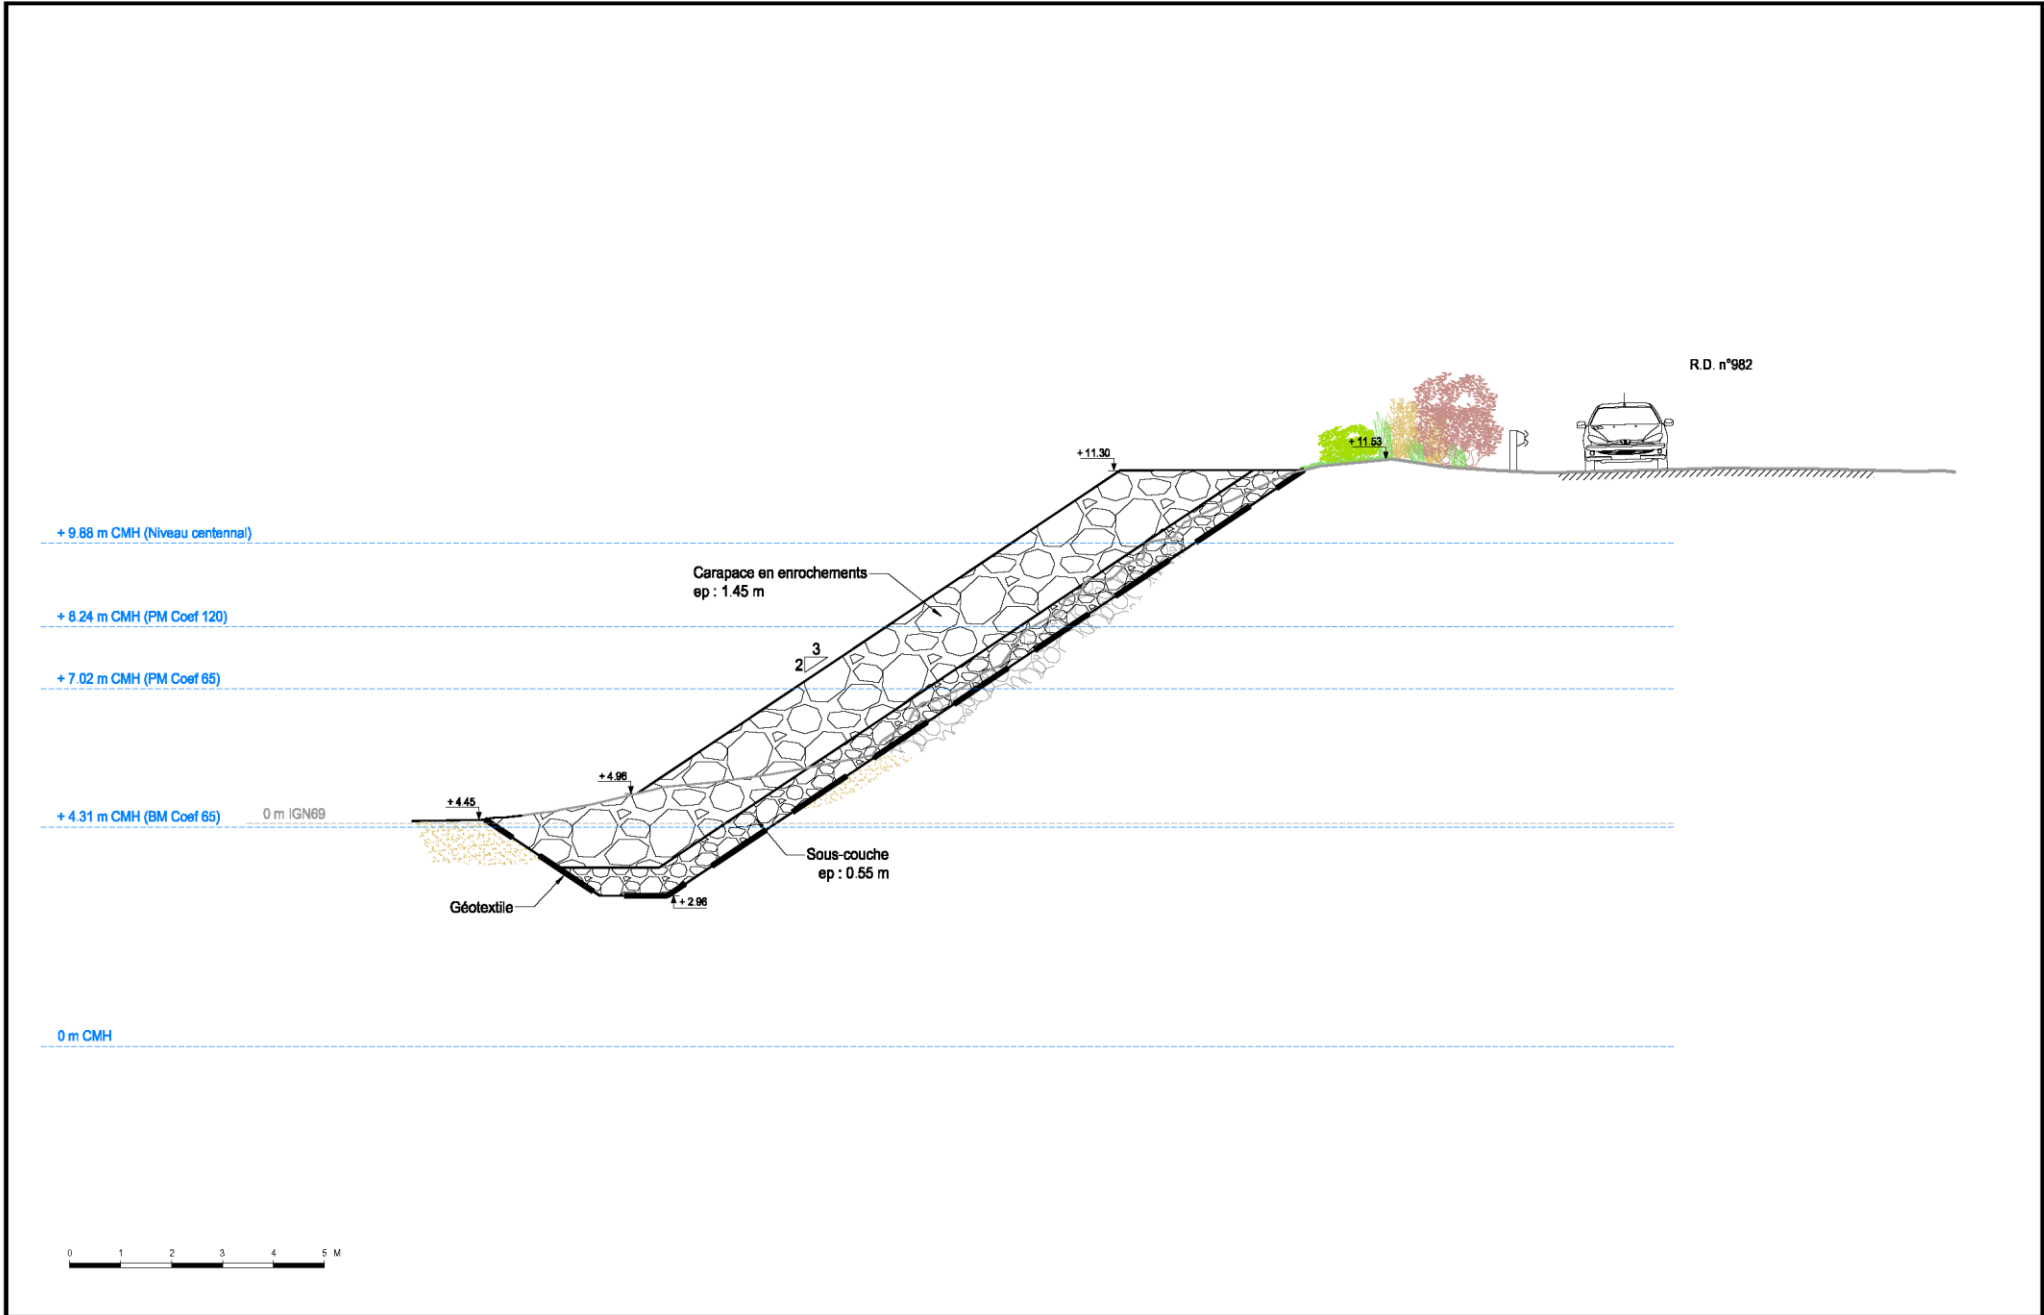 R.D. n°982
+ 11.53
+ 11.30
+ 9.88 m CMH (Niveau centennal)
Carapace en enrochements
ep : 1.45 m
+ 8.24 m CMH (PM Coef 120)
3
2
+ 7.02 m CMH (PM Coef 65)
+ 4.96
+ 4.45
+ 4.31 m CMH (BM Coef 65)
0 m IGN69
Sous-couche
ep : 0.55 m
Géotextile
+ 2.96
0 m CMH
0 1 2 3 4 5 M